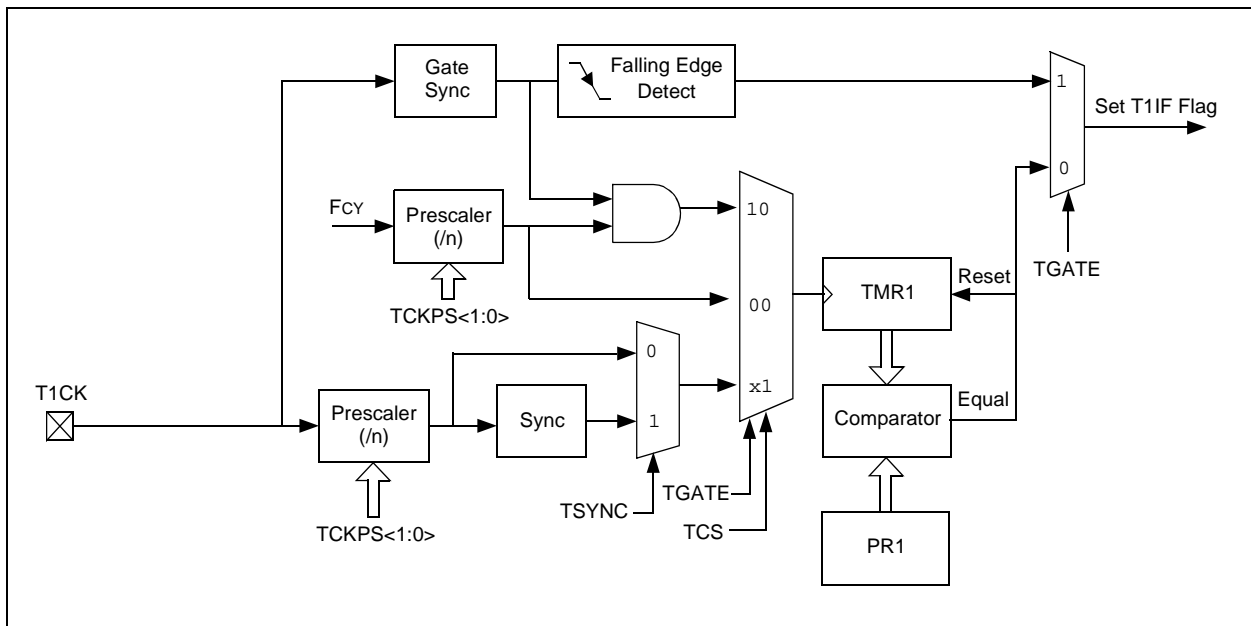 Gate
Sync
Falling Edge
Detect
1
Set T1IF Flag
0
TGATE
FCY
Prescaler
(/n)
TCKPS<1:0>
10
00
x1
TMR1
Reset
T1CK
Prescaler
(/n)
TCKPS<1:0>
Sync
0
1
TSYNC
TGATE
TCS
Comparator
Equal
PR1